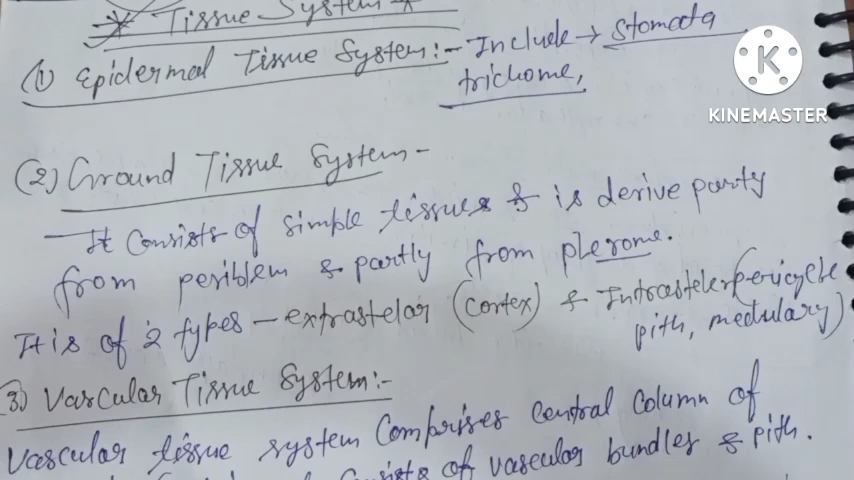 * Tissue System *
(1) Epidermal Tissue System:- Include → Stomata
trichome,
K
KINEMASTER
(2) Ground Tissue System -
- It consists of simple tissues & is derive party
from periblem & partly from plerome.
It is of 2 types - extrastelar (cortex) & Intrasteler (pericycle
pith, medulary)
(3) Vascular Tissue System:-
Vascular tissue system comprises central column of
consists of vascular bundles & pith.